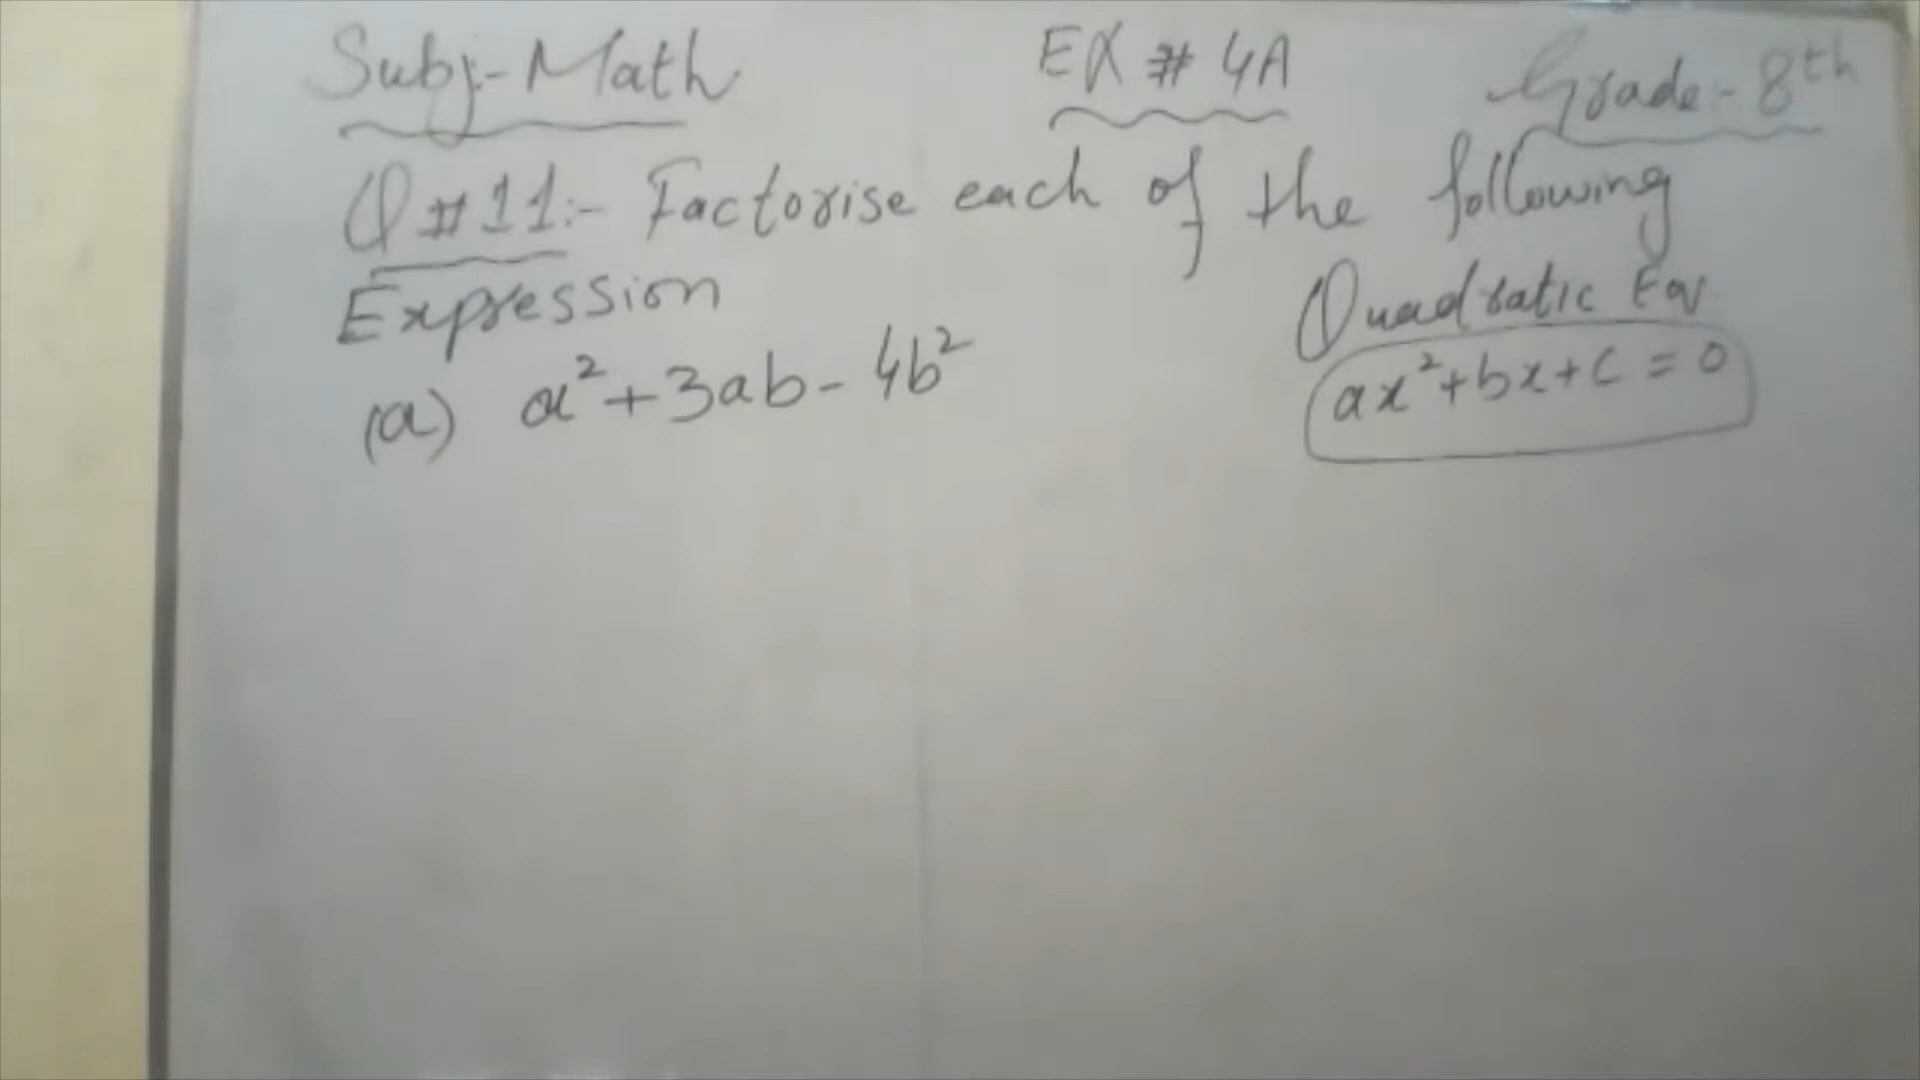 Subj-Math EX # 4A Grade:- 8th
Q # 11:- Factorise each of the following
Expression
Quadratic Eq
(a) a² + 3ab - 4b²
ax² + bx + c = 0